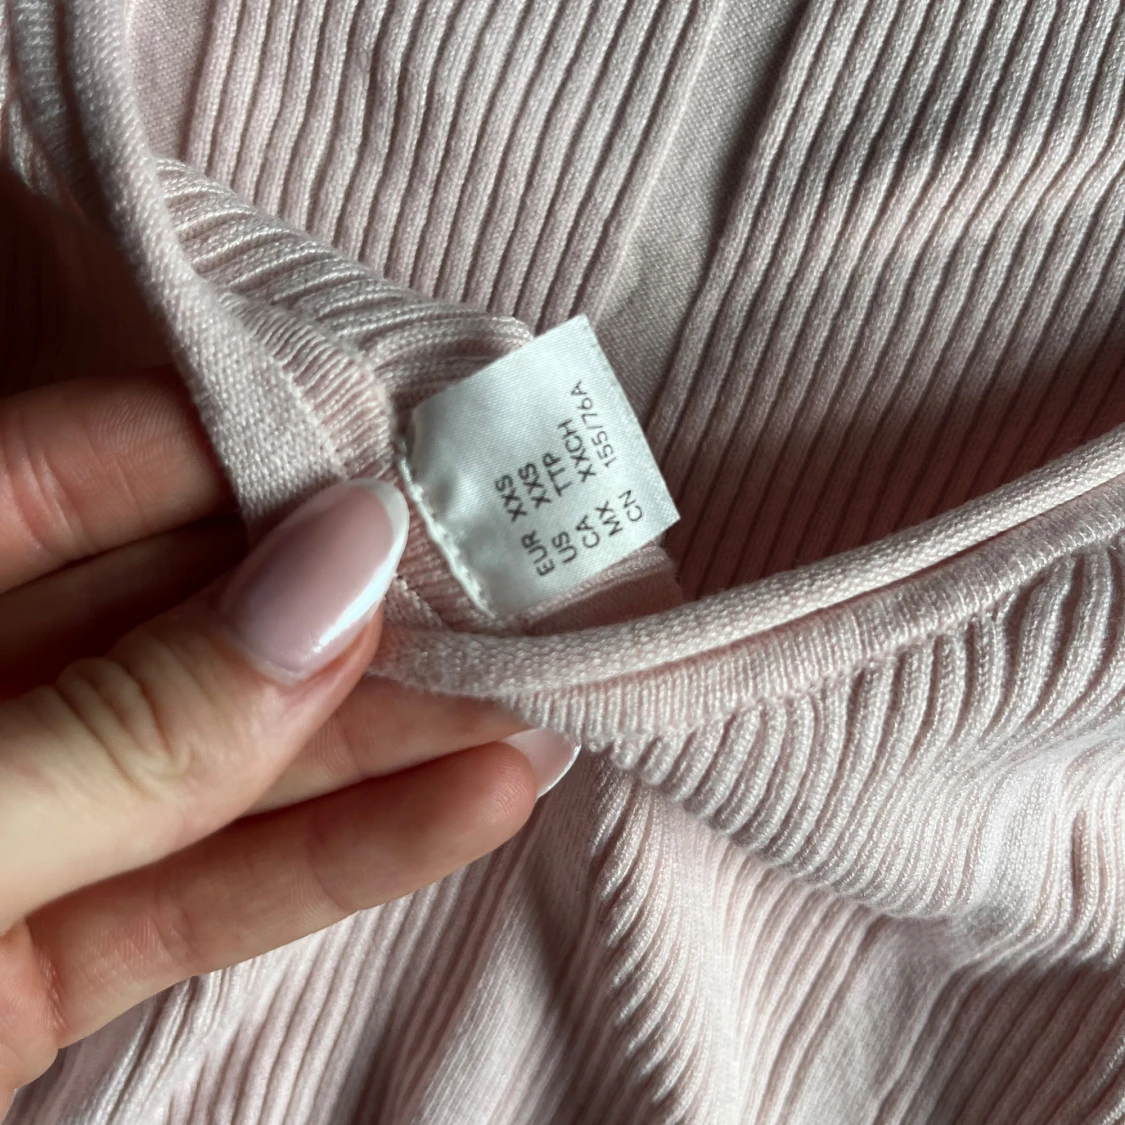 EUR XXS
US XXS
CA TTP
MX XXCH
CN 155/76A